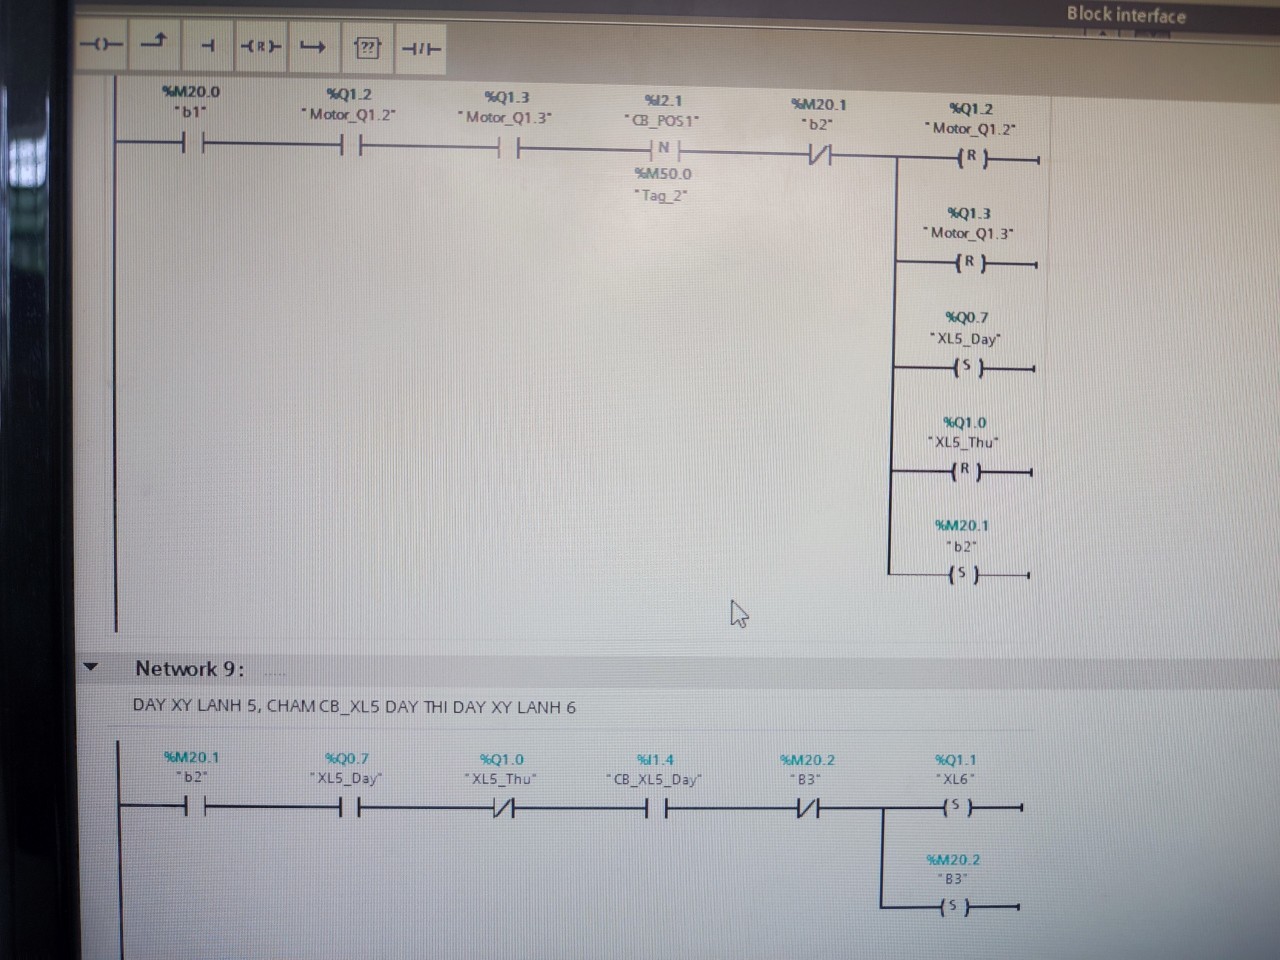 Block interface
??
%M20.0 %Q1.2 %Q1.3 %I2.1 %M20.1 %Q1.2
"b1" "Motor_Q1.2" "Motor_Q1.3" "CB_POS1" "b2" "Motor_Q1.2"
N R
%M50.0
"Tag_2"
%Q1.3
"Motor_Q1.3"
R
%Q0.7
"XL5_Day"
S
%Q1.0
"XL5_Thu"
R
%M20.1
"b2"
S
Network 9: .....
DAY XY LANH 5, CHAM CB_XL5 DAY THI DAY XY LANH 6
%M20.1 %Q0.7 %Q1.0 %I1.4 %M20.2 %Q1.1
"b2" "XL5_Day" "XL5_Thu" "CB_XL5_Day" "B3" "XL6"
S
%M20.2
"B3"
S